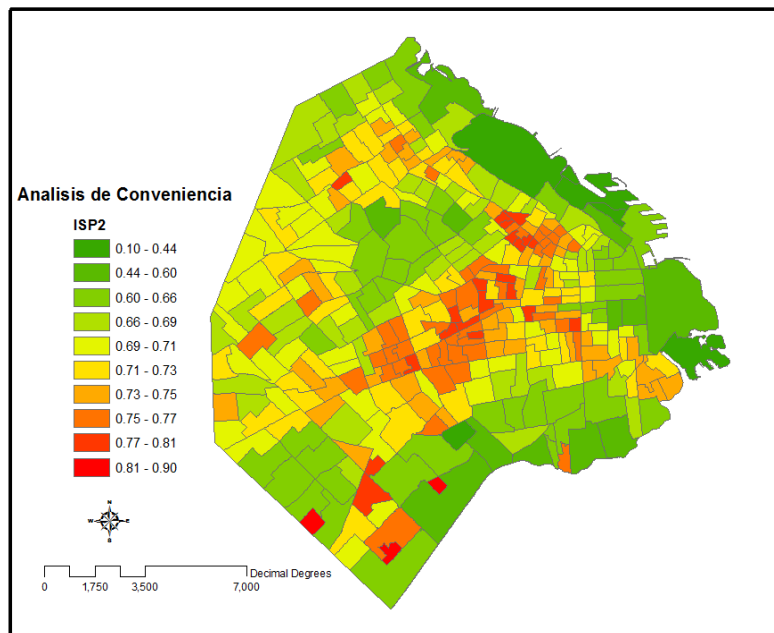 Analisis de Conveniencia
ISP2
0.10 - 0.44
0.44 - 0.60
0.60 - 0.66
0.66 - 0.69
0.69 - 0.71
0.71 - 0.73
0.73 - 0.75
0.75 - 0.77
0.77 - 0.81
0.81 - 0.90
N
W E
S
Decimal Degrees
0 1,750 3,500 7,000